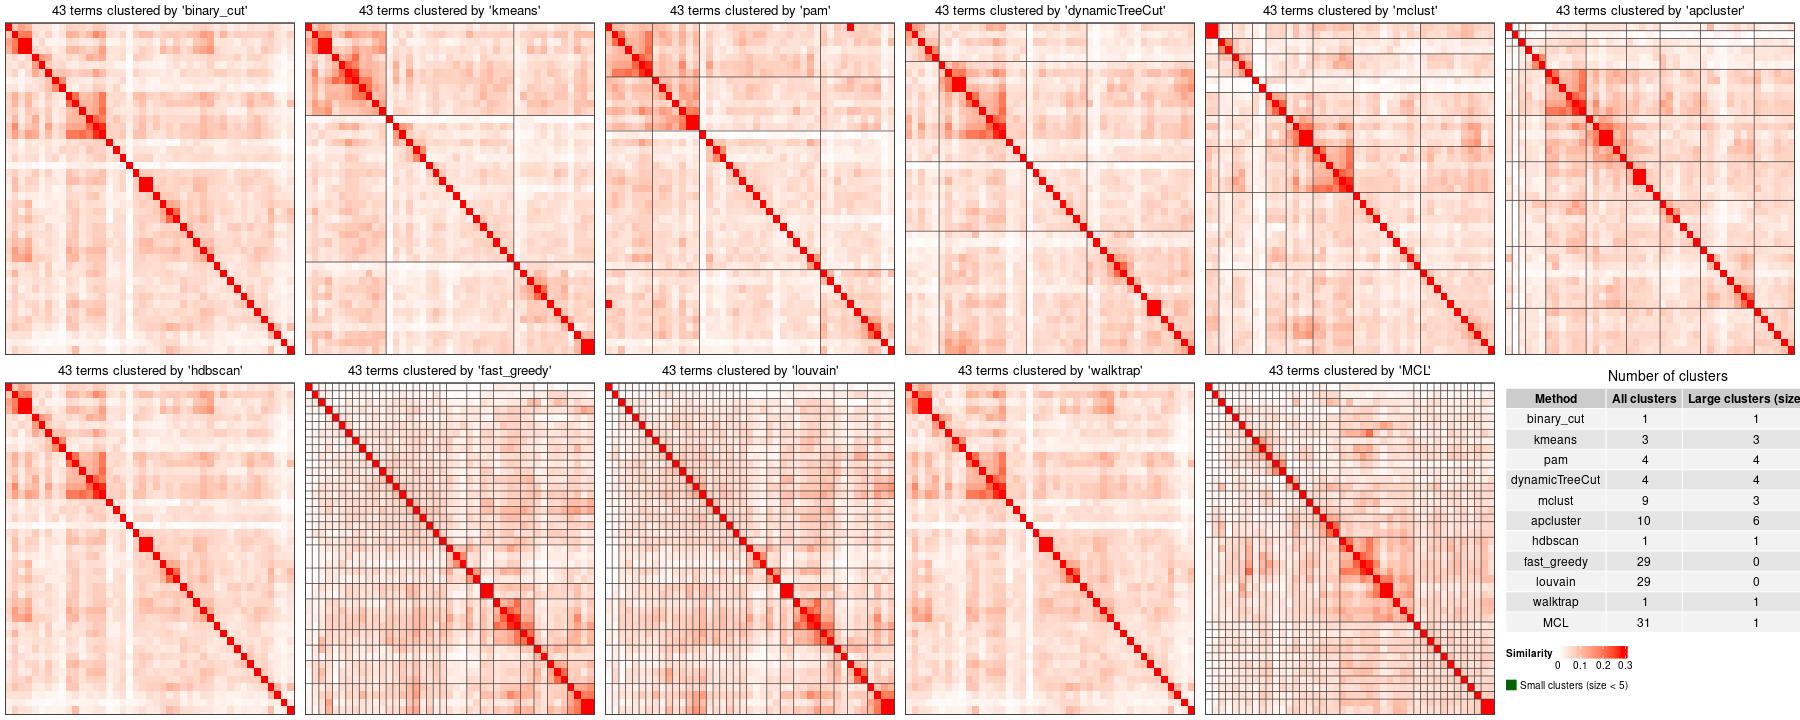 43 terms clustered by 'binary_cut'
43 terms clustered by 'kmeans'
43 terms clustered by 'pam'
43 terms clustered by 'dynamicTreeCut'
43 terms clustered by 'mclust'
43 terms clustered by 'apcluster'
43 terms clustered by 'hdbscan'
43 terms clustered by 'fast_greedy'
43 terms clustered by 'louvain'
43 terms clustered by 'walktrap'
43 terms clustered by 'MCL'
Number of clusters
Method All clusters Large clusters (size
binary_cut 1 1
kmeans 3 3
pam 4 4
dynamicTreeCut 4 4
mclust 9 3
apcluster 10 6
hdbscan 1 1
fast_greedy 29 0
louvain 29 0
walktrap 1 1
MCL 31 1
Similarity
0 0.1 0.2 0.3
Small clusters (size < 5)